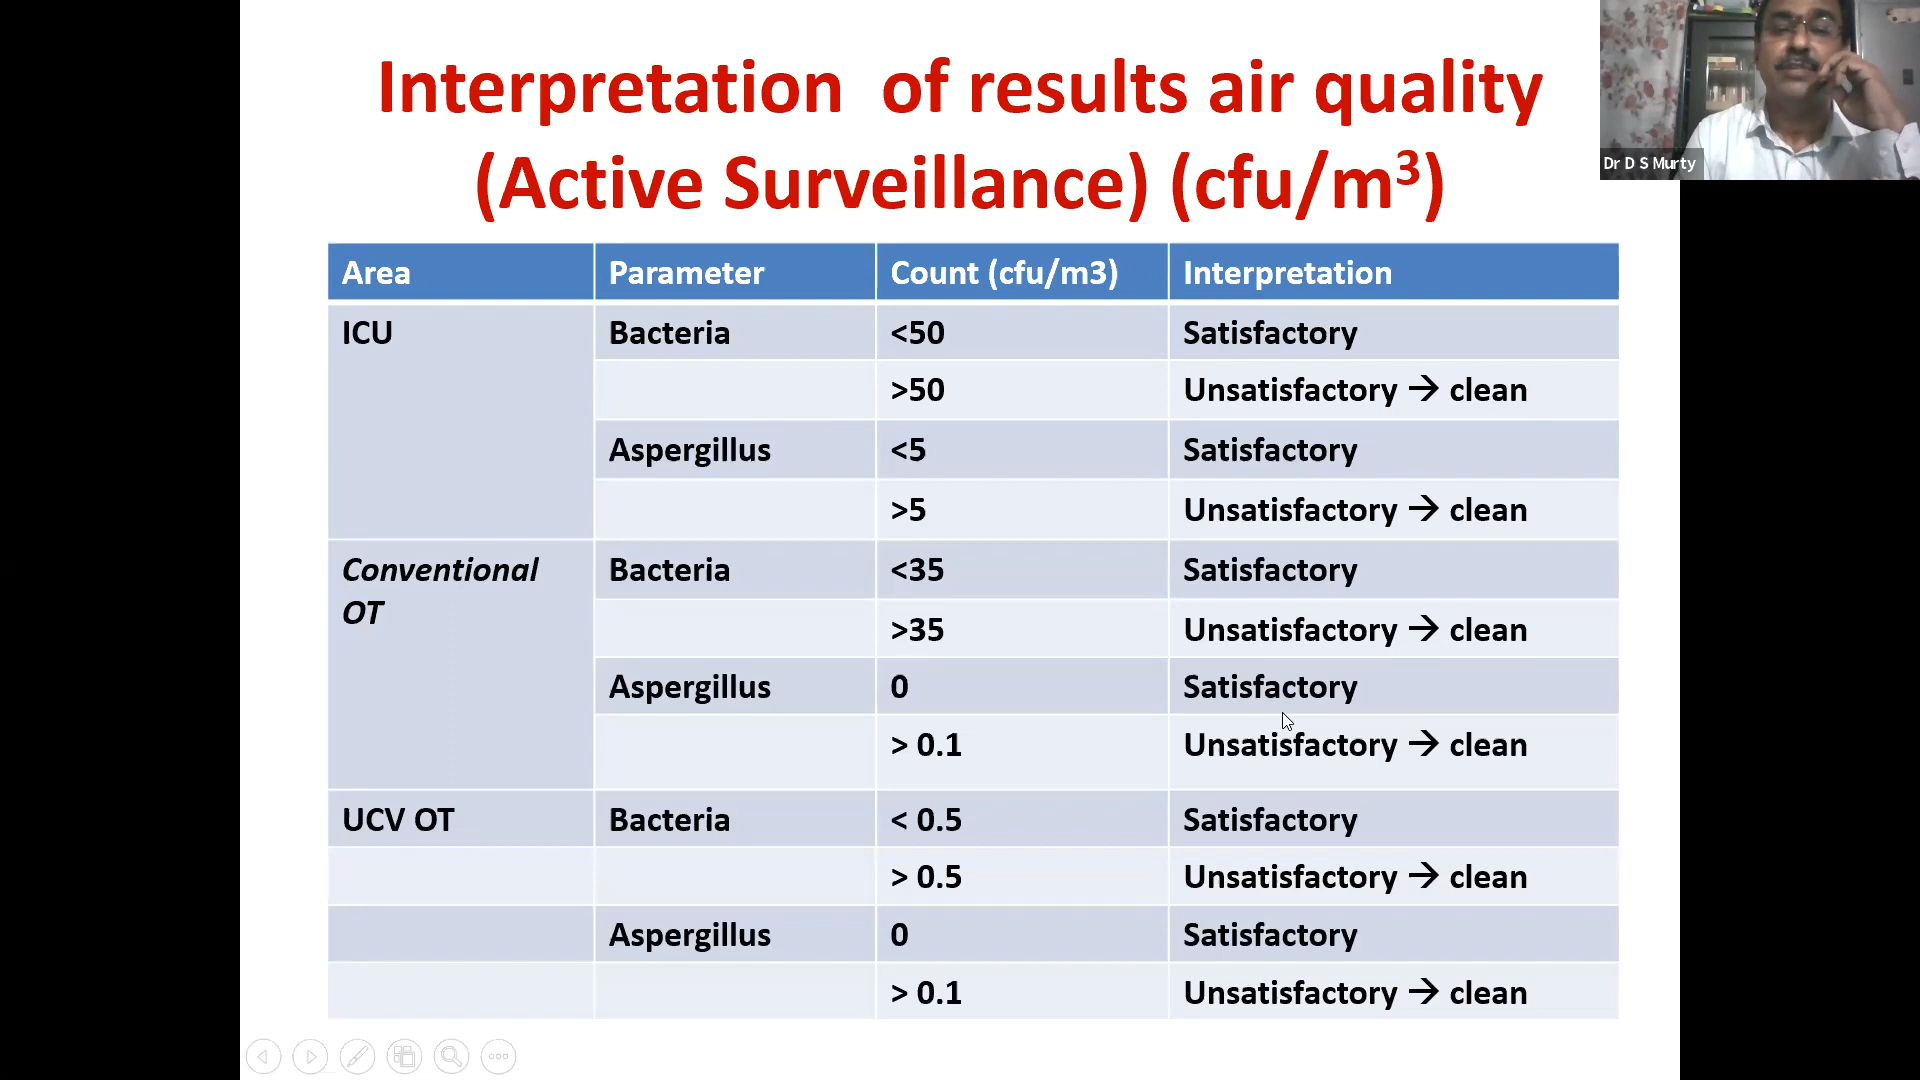 Interpretation of results air quality
(Active Surveillance) (cfu/m³)
Dr D S Murty
Area Parameter Count (cfu/m3) Interpretation
ICU Bacteria <50 Satisfactory
>50 Unsatisfactory → clean
Aspergillus <5 Satisfactory
>5 Unsatisfactory → clean
Conventional Bacteria <35 Satisfactory
OT
>35 Unsatisfactory → clean
Aspergillus 0 Satisfactory
> 0.1 Unsatisfactory → clean
UCV OT Bacteria < 0.5 Satisfactory
> 0.5 Unsatisfactory → clean
Aspergillus 0 Satisfactory
> 0.1 Unsatisfactory → clean